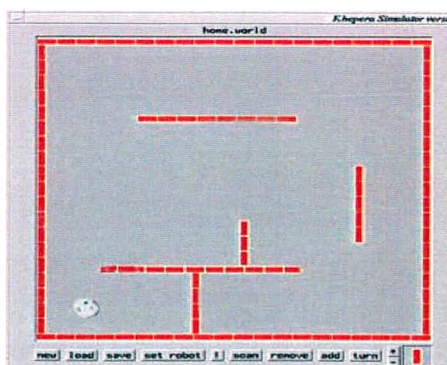 Khepera Simulator vers
home.world
new load save set robot ! scan remove add turn + -